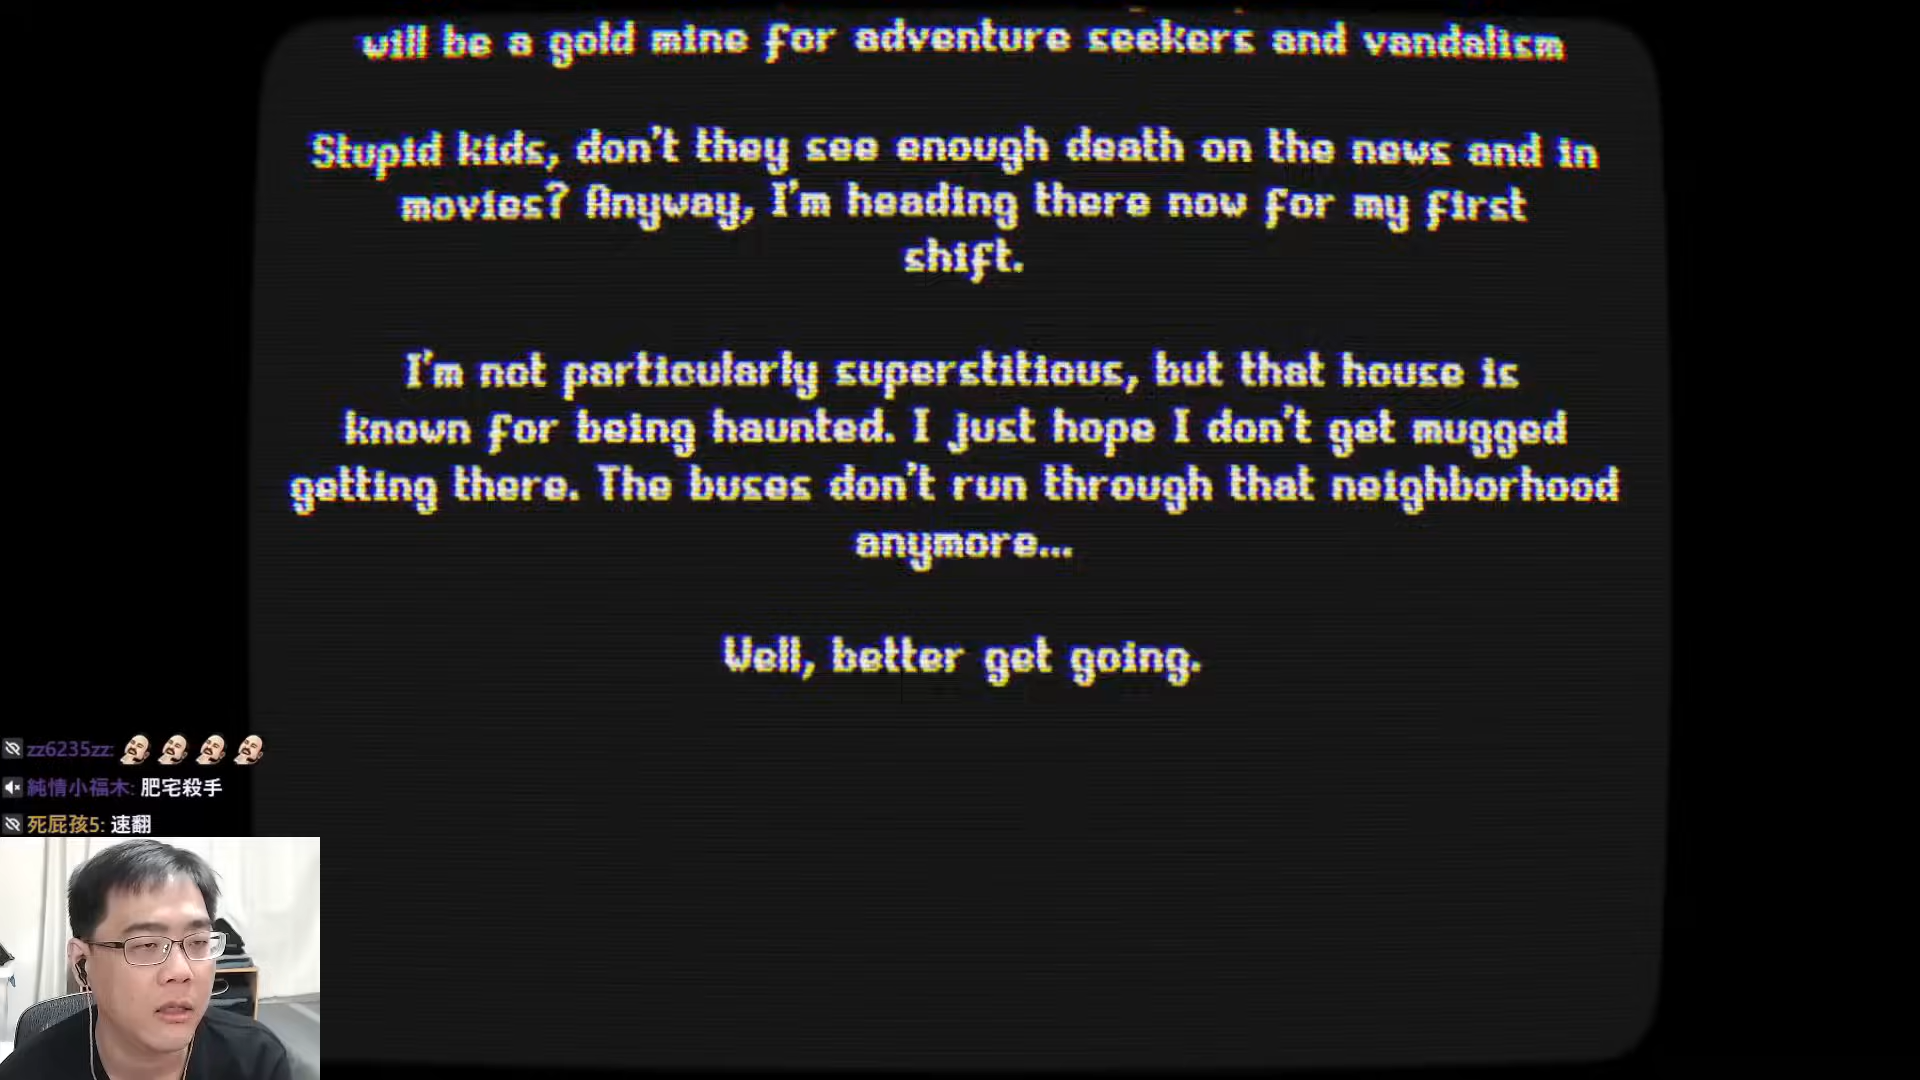 will be a gold mine for adventure seekers and vandalism
Stupid kids, don't they see enough death on the news and in
movies? Anyway, I'm heading there now for my first
shift.
I'm not particularly superstitious, but that house is
known for being haunted. I just hope I don't get mugged
getting there. The buses don't run through that neighborhood
anymore...
Well, better get going.
zz6235zz:
純情小福木: 肥宅殺手
死屁孩5: 速翻